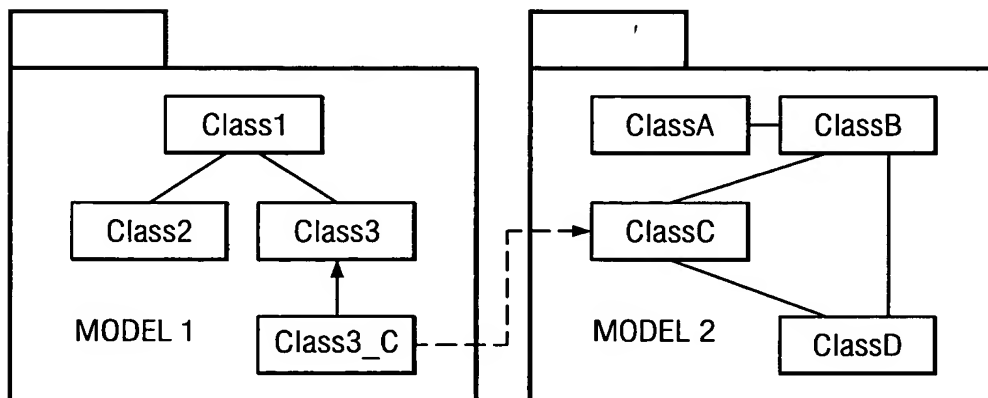 Class1
Class2
Class3
MODEL 1
Class3_C
ClassA
ClassB
ClassC
MODEL 2
ClassD